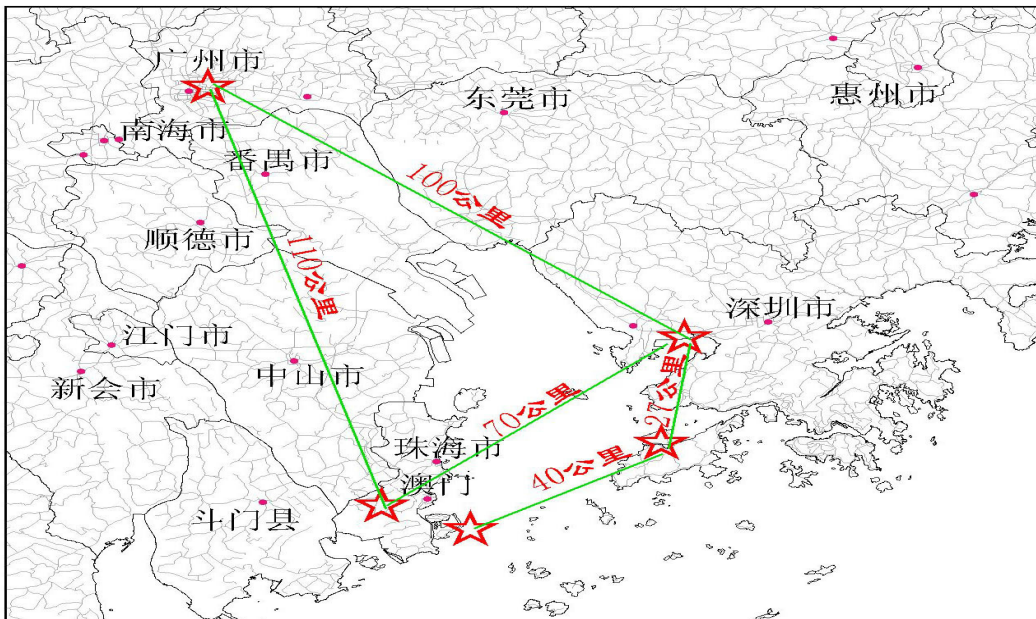 广州市
东莞市
惠州市
南海市
番禺市
100公里
顺德市
110公里
深圳市
江门市
中山市
新会市
27公里
70公里
珠海市
40公里
澳门
斗门县